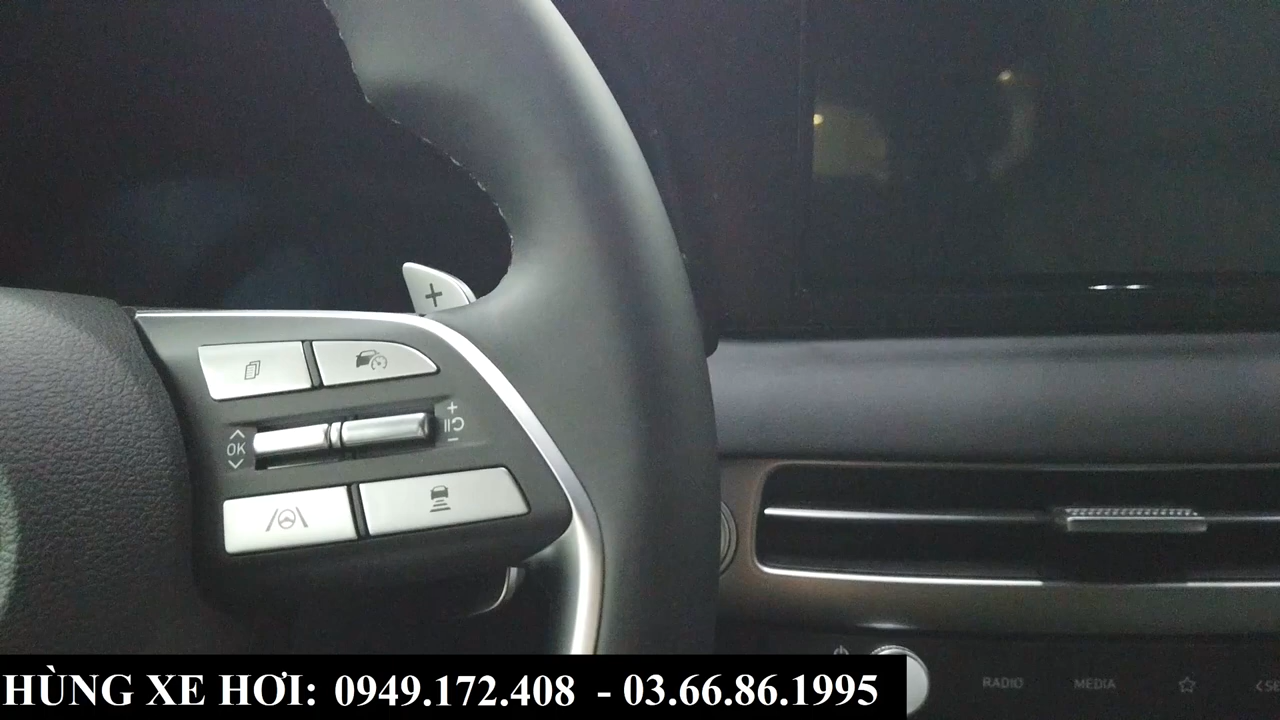 +
+
OK
−
RADIO MEDIA
HÙNG XE HƠI: 0949.172.408 - 03.66.86.1995